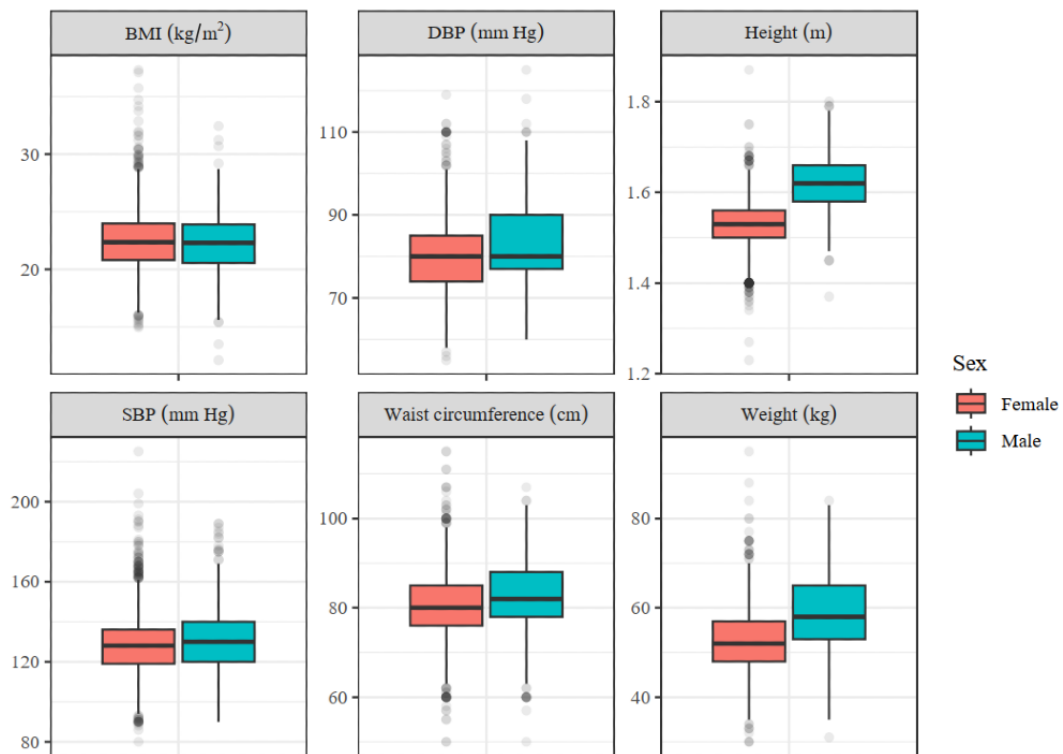 BMI (kg/m²)
DBP (mm Hg)
Height (m)
30
20
110
90
70
1.8
1.6
1.4
1.2
SBP (mm Hg)
Waist circumference (cm)
Weight (kg)
200
160
120
80
100
80
60
80
60
40
Sex
Female
Male